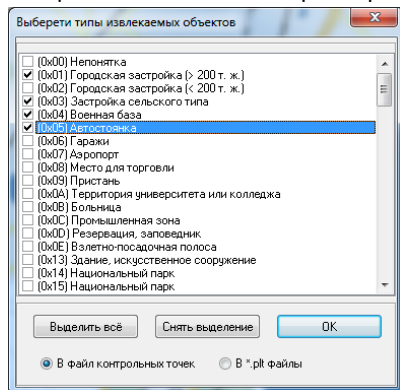 Выберети типы извлекаемых объектов
(0x00) Непонятка
(0x01) Городская застройка (> 200 т. ж.)
(0x02) Городская застройка (< 200 т. ж.)
(0x03) Застройка сельского типа
(0x04) Военная база
(0x05) Автостоянка
(0x06) Гаражи
(0x07) Аэропорт
(0x08) Место для торговли
(0x09) Пристань
(0x0A) Территория университета или колледжа
(0x0B) Больница
(0x0C) Промышленная зона
(0x0D) Резервация, заповедник
(0x0E) Взлетно-посадочная полоса
(0x13) Здание, искусственное сооружение
(0x14) Национальный парк
(0x15) Национальный парк
Выделить всё Снять выделение OK
В файл контрольных точек В *.plt файлы